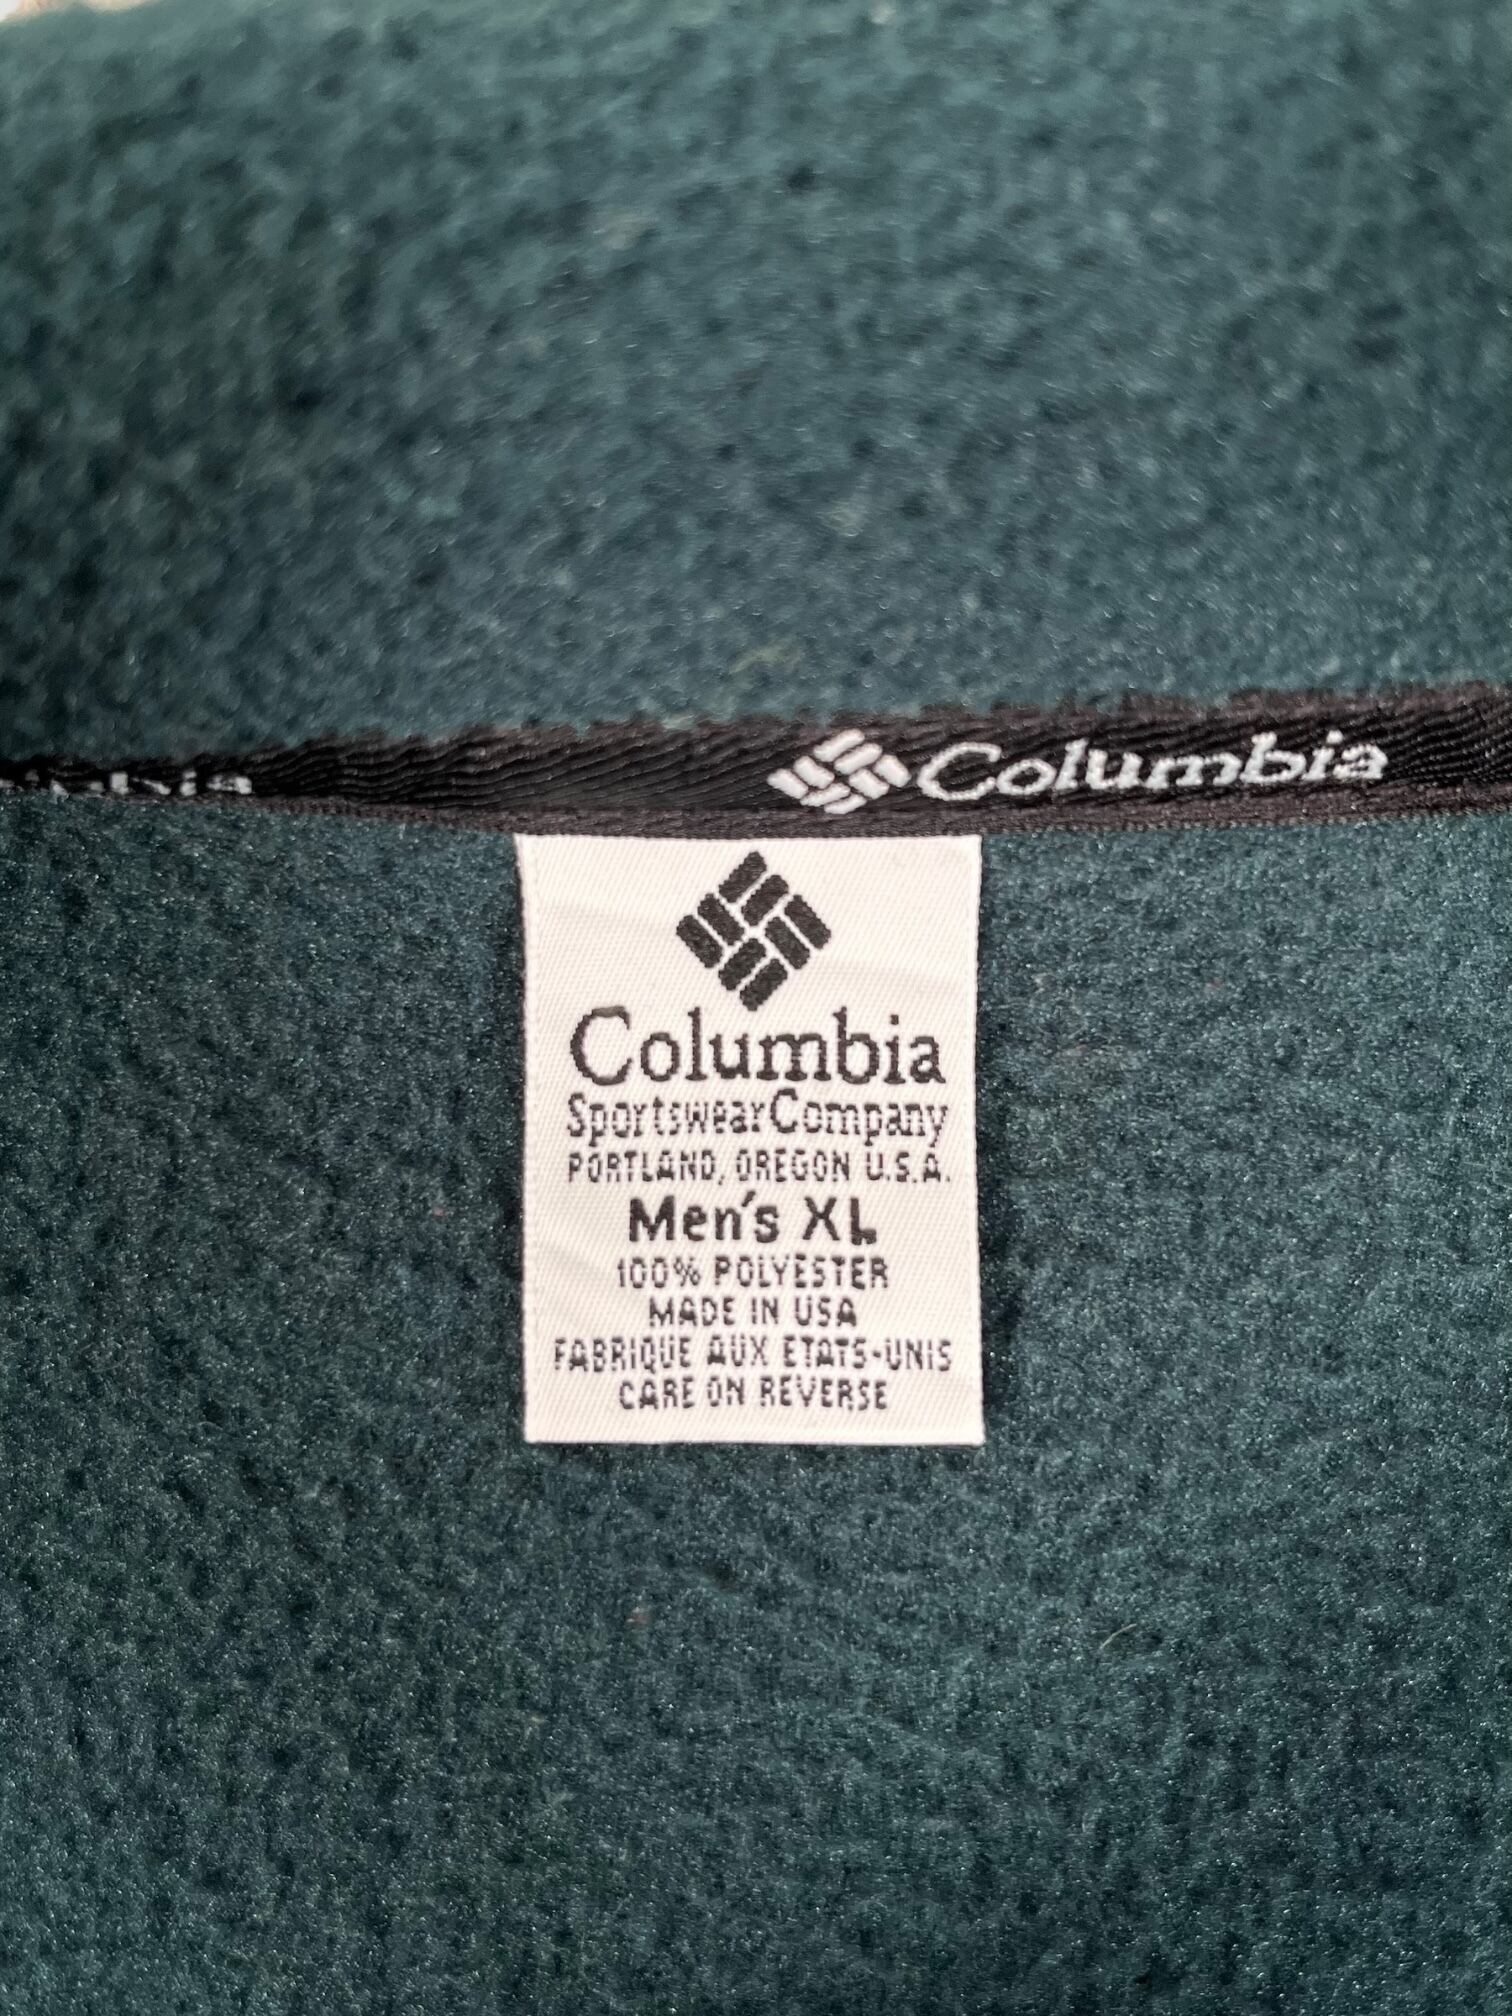 Columbia
Columbia
Sportswear Company
PORTLAND, OREGON U.S.A.
Men's XL
100% POLYESTER
MADE IN USA
FABRIQUE AUX ETATS-UNIS
CARE ON REVERSE